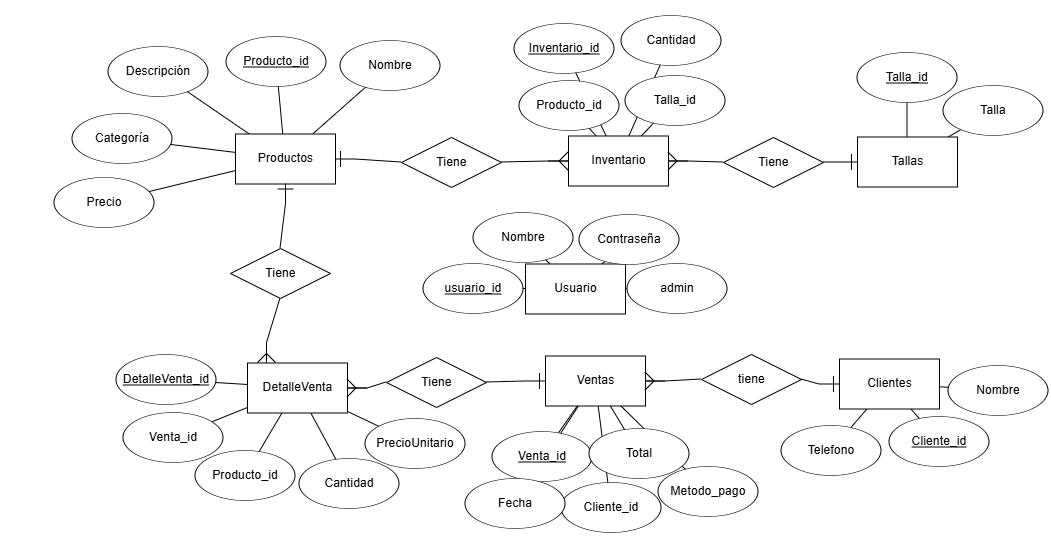 Inventario_id
Cantidad
Producto_id
Nombre
Descripción
Talla_id
Producto_id
Talla_id
Talla
Categoría
Productos
Tiene
Inventario
Tiene
Tallas
Precio
Nombre
Contraseña
Tiene
usuario_id
Usuario
admin
DetalleVenta_id
DetalleVenta
Tiene
Ventas
tiene
Clientes
Nombre
Venta_id
PrecioUnitario
Venta_id
Total
Telefono
Cliente_id
Producto_id
Cantidad
Fecha
Cliente_id
Metodo_pago